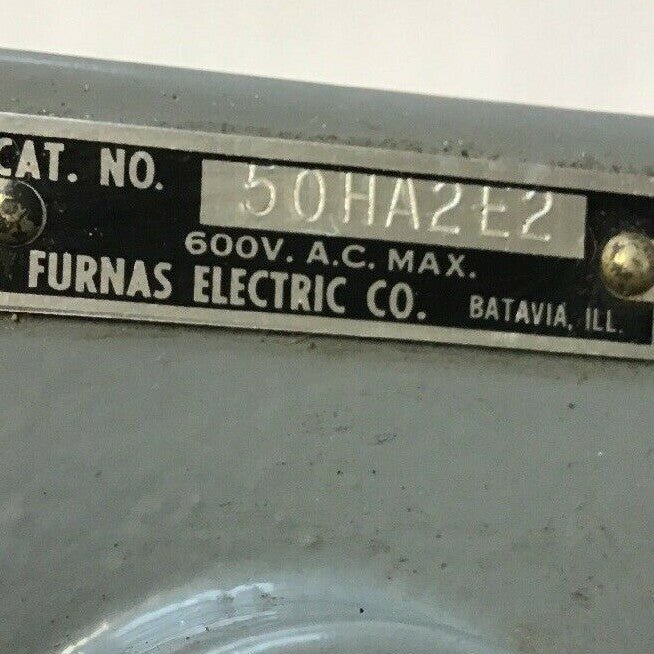 CAT. NO. 50HA2E2
600V. A.C. MAX.
FURNAS ELECTRIC CO. BATAVIA, ILL.